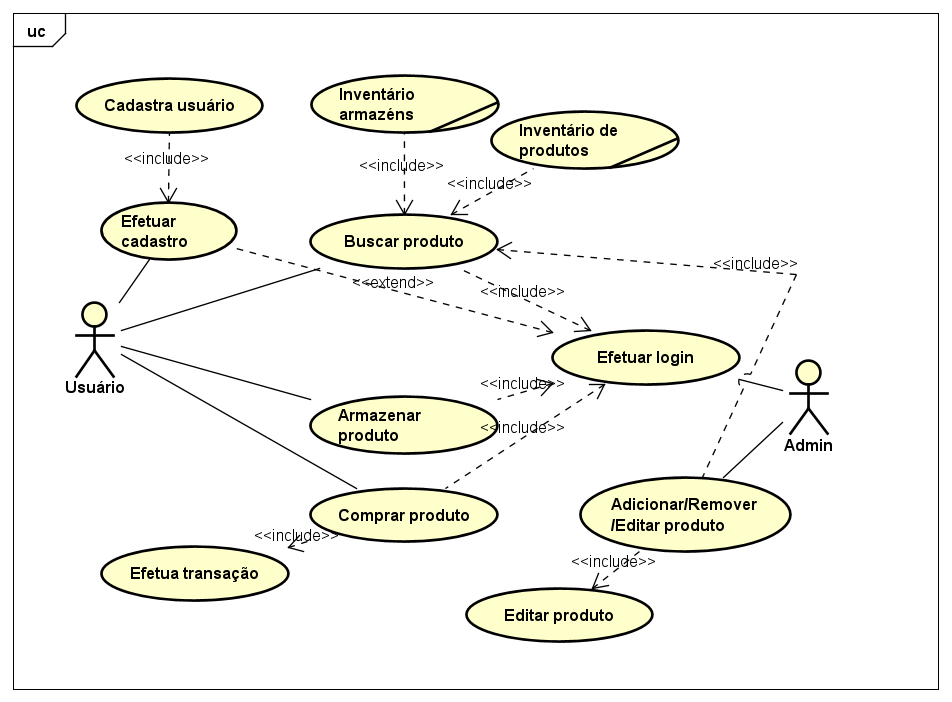 uc
Cadastra usuário
Inventário
armazéns
Inventário de
produtos
<<include>>
<<include>>
<<include>>
Efetuar
cadastro
Buscar produto
<<include>>
<<extend>>
<<include>>
Usuário
Efetuar login
<<include>>
Armazenar
produto
<<include>>
Admin
Comprar produto
Adicionar/Remover
/Editar produto
<<include>>
Efetua transação
<<include>>
Editar produto